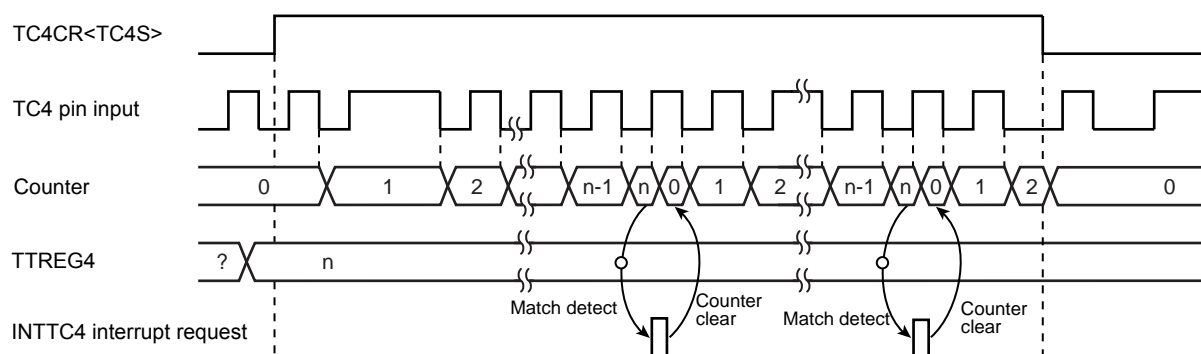 TC4CR<TC4S>
TC4 pin input
Counter 0 1 2 n-1 n 0 1 2 n-1 n 0 1 2 0
TTREG4 ? n
Match detect Counter clear Match detect Counter clear
INTTC4 interrupt request